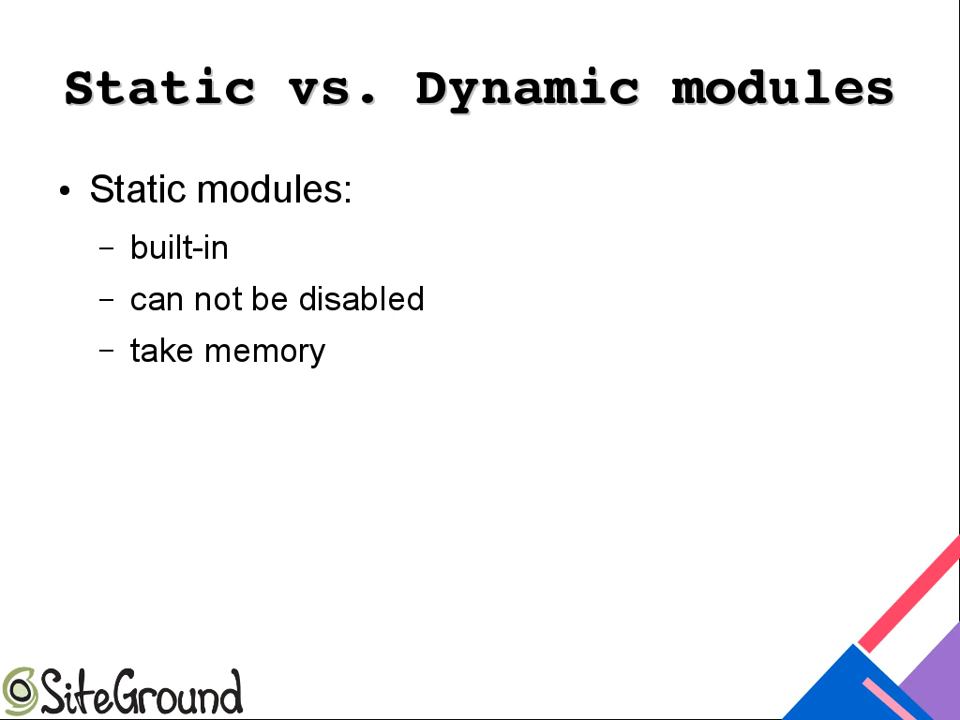 Static vs. Dynamic modules
• Static modules:
– built-in
– can not be disabled
– take memory
SiteGround